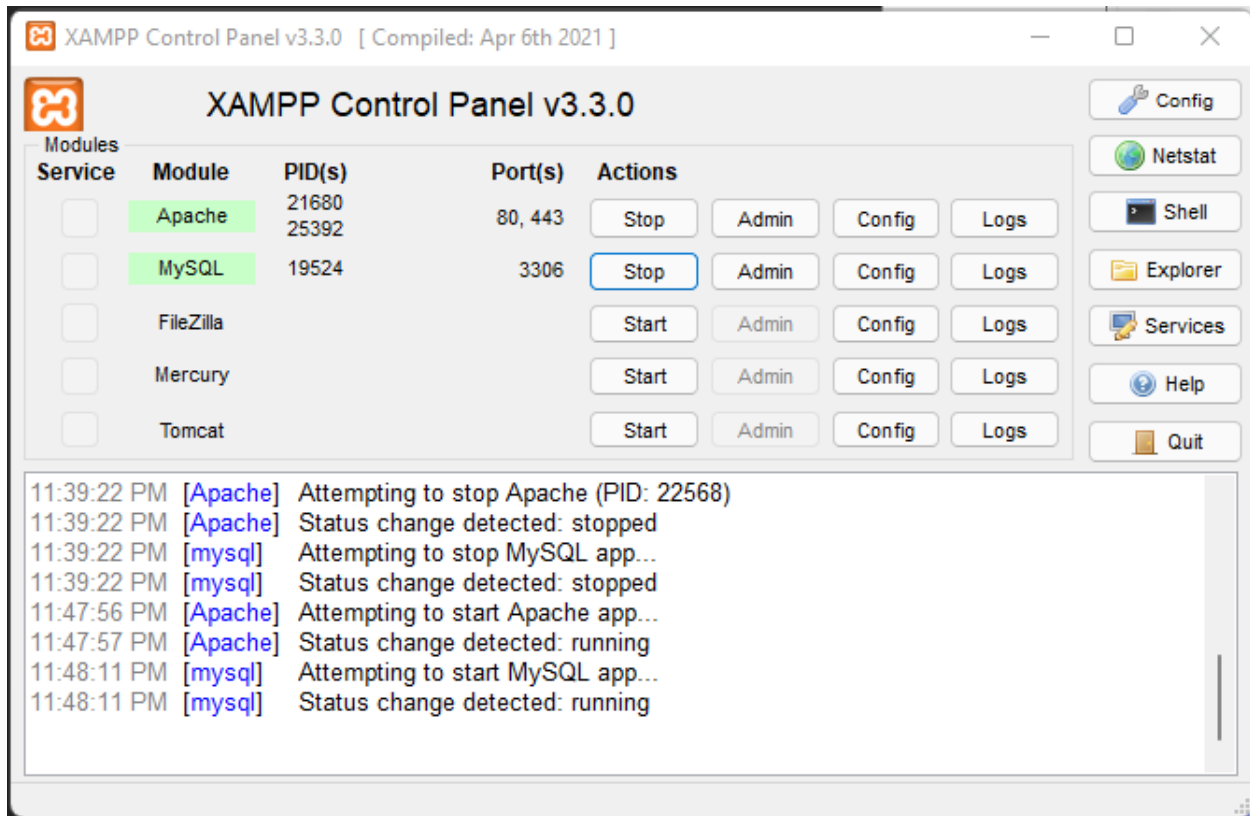 XAMPP Control Panel v3.3.0 [ Compiled: Apr 6th 2021 ]
XAMPP Control Panel v3.3.0
Config
Netstat
Shell
Explorer
Services
Help
Quit
Modules
Service Module PID(s) Port(s) Actions
Apache 21680 25392 80, 443 Stop Admin Config Logs
MySQL 19524 3306 Stop Admin Config Logs
FileZilla Start Admin Config Logs
Mercury Start Admin Config Logs
Tomcat Start Admin Config Logs
11:39:22 PM [Apache] Attempting to stop Apache (PID: 22568)
11:39:22 PM [Apache] Status change detected: stopped
11:39:22 PM [mysql] Attempting to stop MySQL app...
11:39:22 PM [mysql] Status change detected: stopped
11:47:56 PM [Apache] Attempting to start Apache app...
11:47:57 PM [Apache] Status change detected: running
11:48:11 PM [mysql] Attempting to start MySQL app...
11:48:11 PM [mysql] Status change detected: running